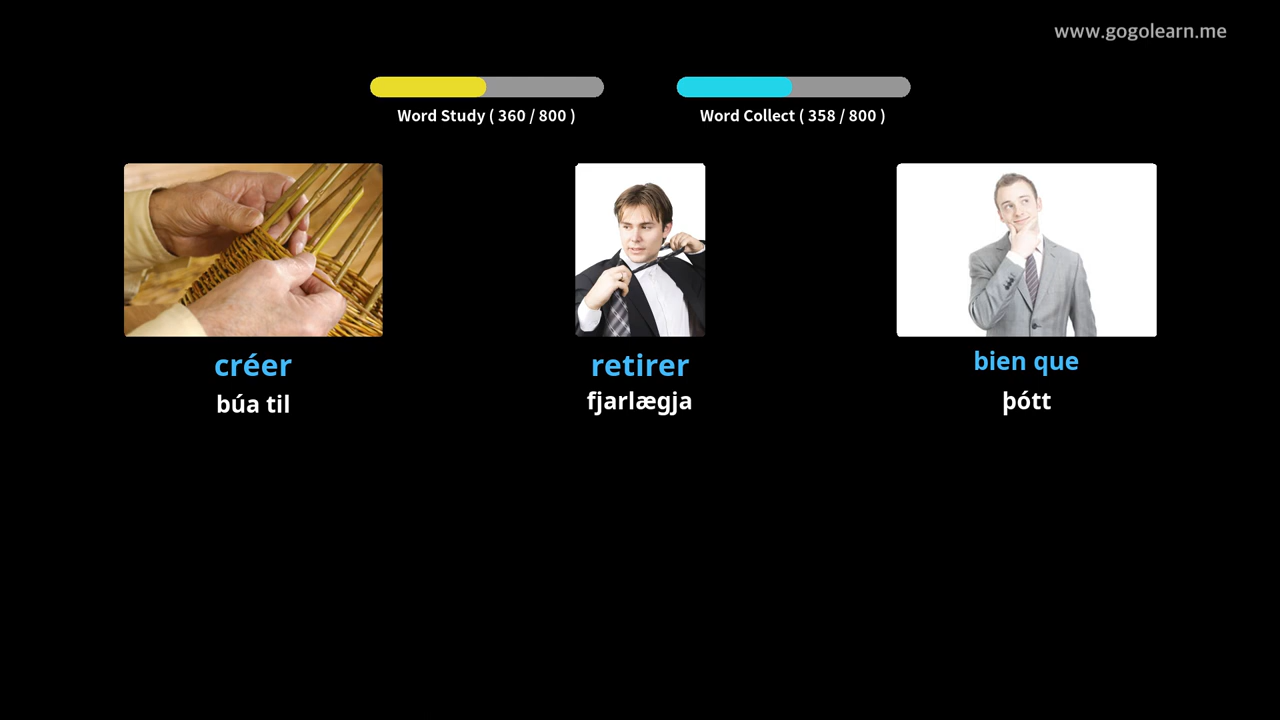 www.gogolearn.me
Word Study ( 360 / 800 )
Word Collect ( 358 / 800 )
créer
búa til
retirer
fjarlægja
bien que
þótt